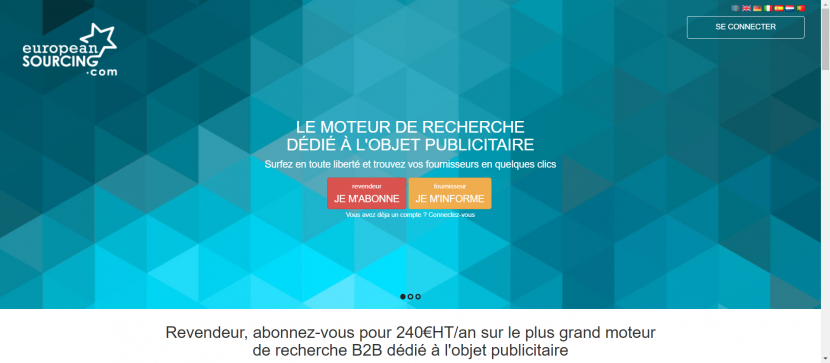 european
SOURCING
.com
SE CONNECTER
LE MOTEUR DE RECHERCHE
DÉDIÉ À L'OBJET PUBLICITAIRE
Surfez en toute liberté et trouvez vos fournisseurs en quelques clics
revendeur
JE M'ABONNE
fournisseur
JE M'INFORME
Vous avez déja un compte ? Connectez-vous
Revendeur, abonnez-vous pour 240€HT/an sur le plus grand moteur
de recherche B2B dédié à l'objet publicitaire